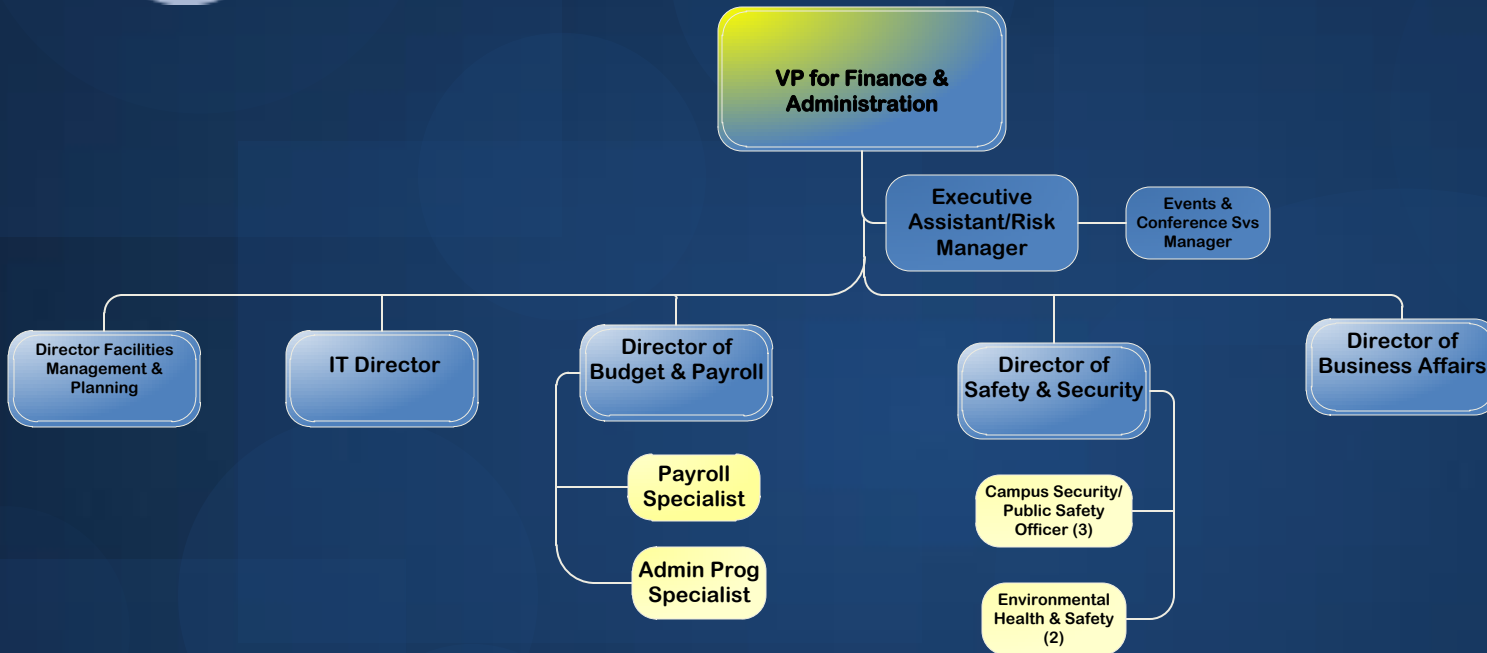 VP for Finance &
Administration
Executive
Assistant/Risk
Manager
Events &
Conference Svs
Manager
Director Facilities
Management &
Planning
IT Director
Director of
Budget & Payroll
Director of
Safety & Security
Director of
Business Affairs
Payroll
Specialist
Admin Prog
Specialist
Campus Security/
Public Safety
Officer (3)
Environmental
Health & Safety
(2)